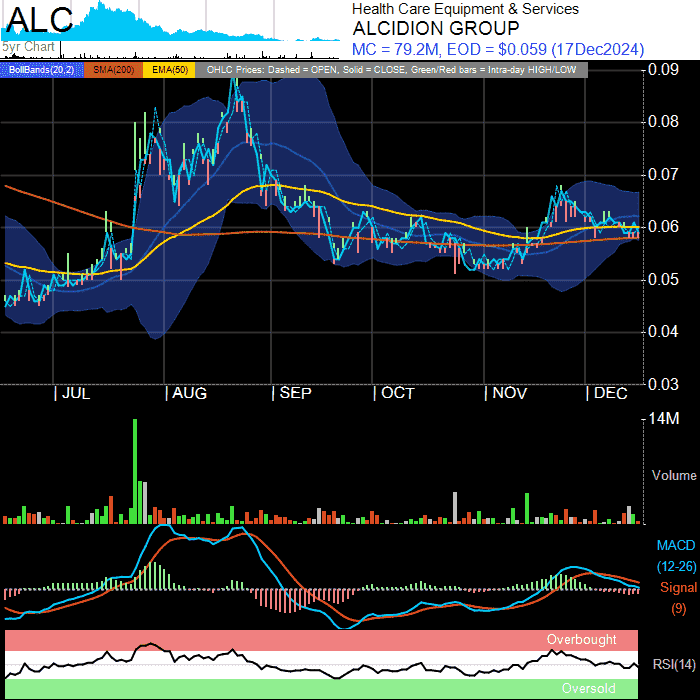 ALC
5yr Chart
Health Care Equipment & Services
ALCIDION GROUP
MC = 79.2M, EOD = $0.059 (17Dec2024)
BollBands(20,2) SMA(200) EMA(50) OHLC Prices: Dashed = OPEN, Solid = CLOSE, Green/Red bars = Intra-day HIGH/LOW
0.09
0.08
0.07
0.06
0.05
0.04
0.03
JUL AUG SEP OCT NOV DEC
14M
Volume
MACD
(12-26)
Signal
(9)
Overbought
RSI(14)
Oversold